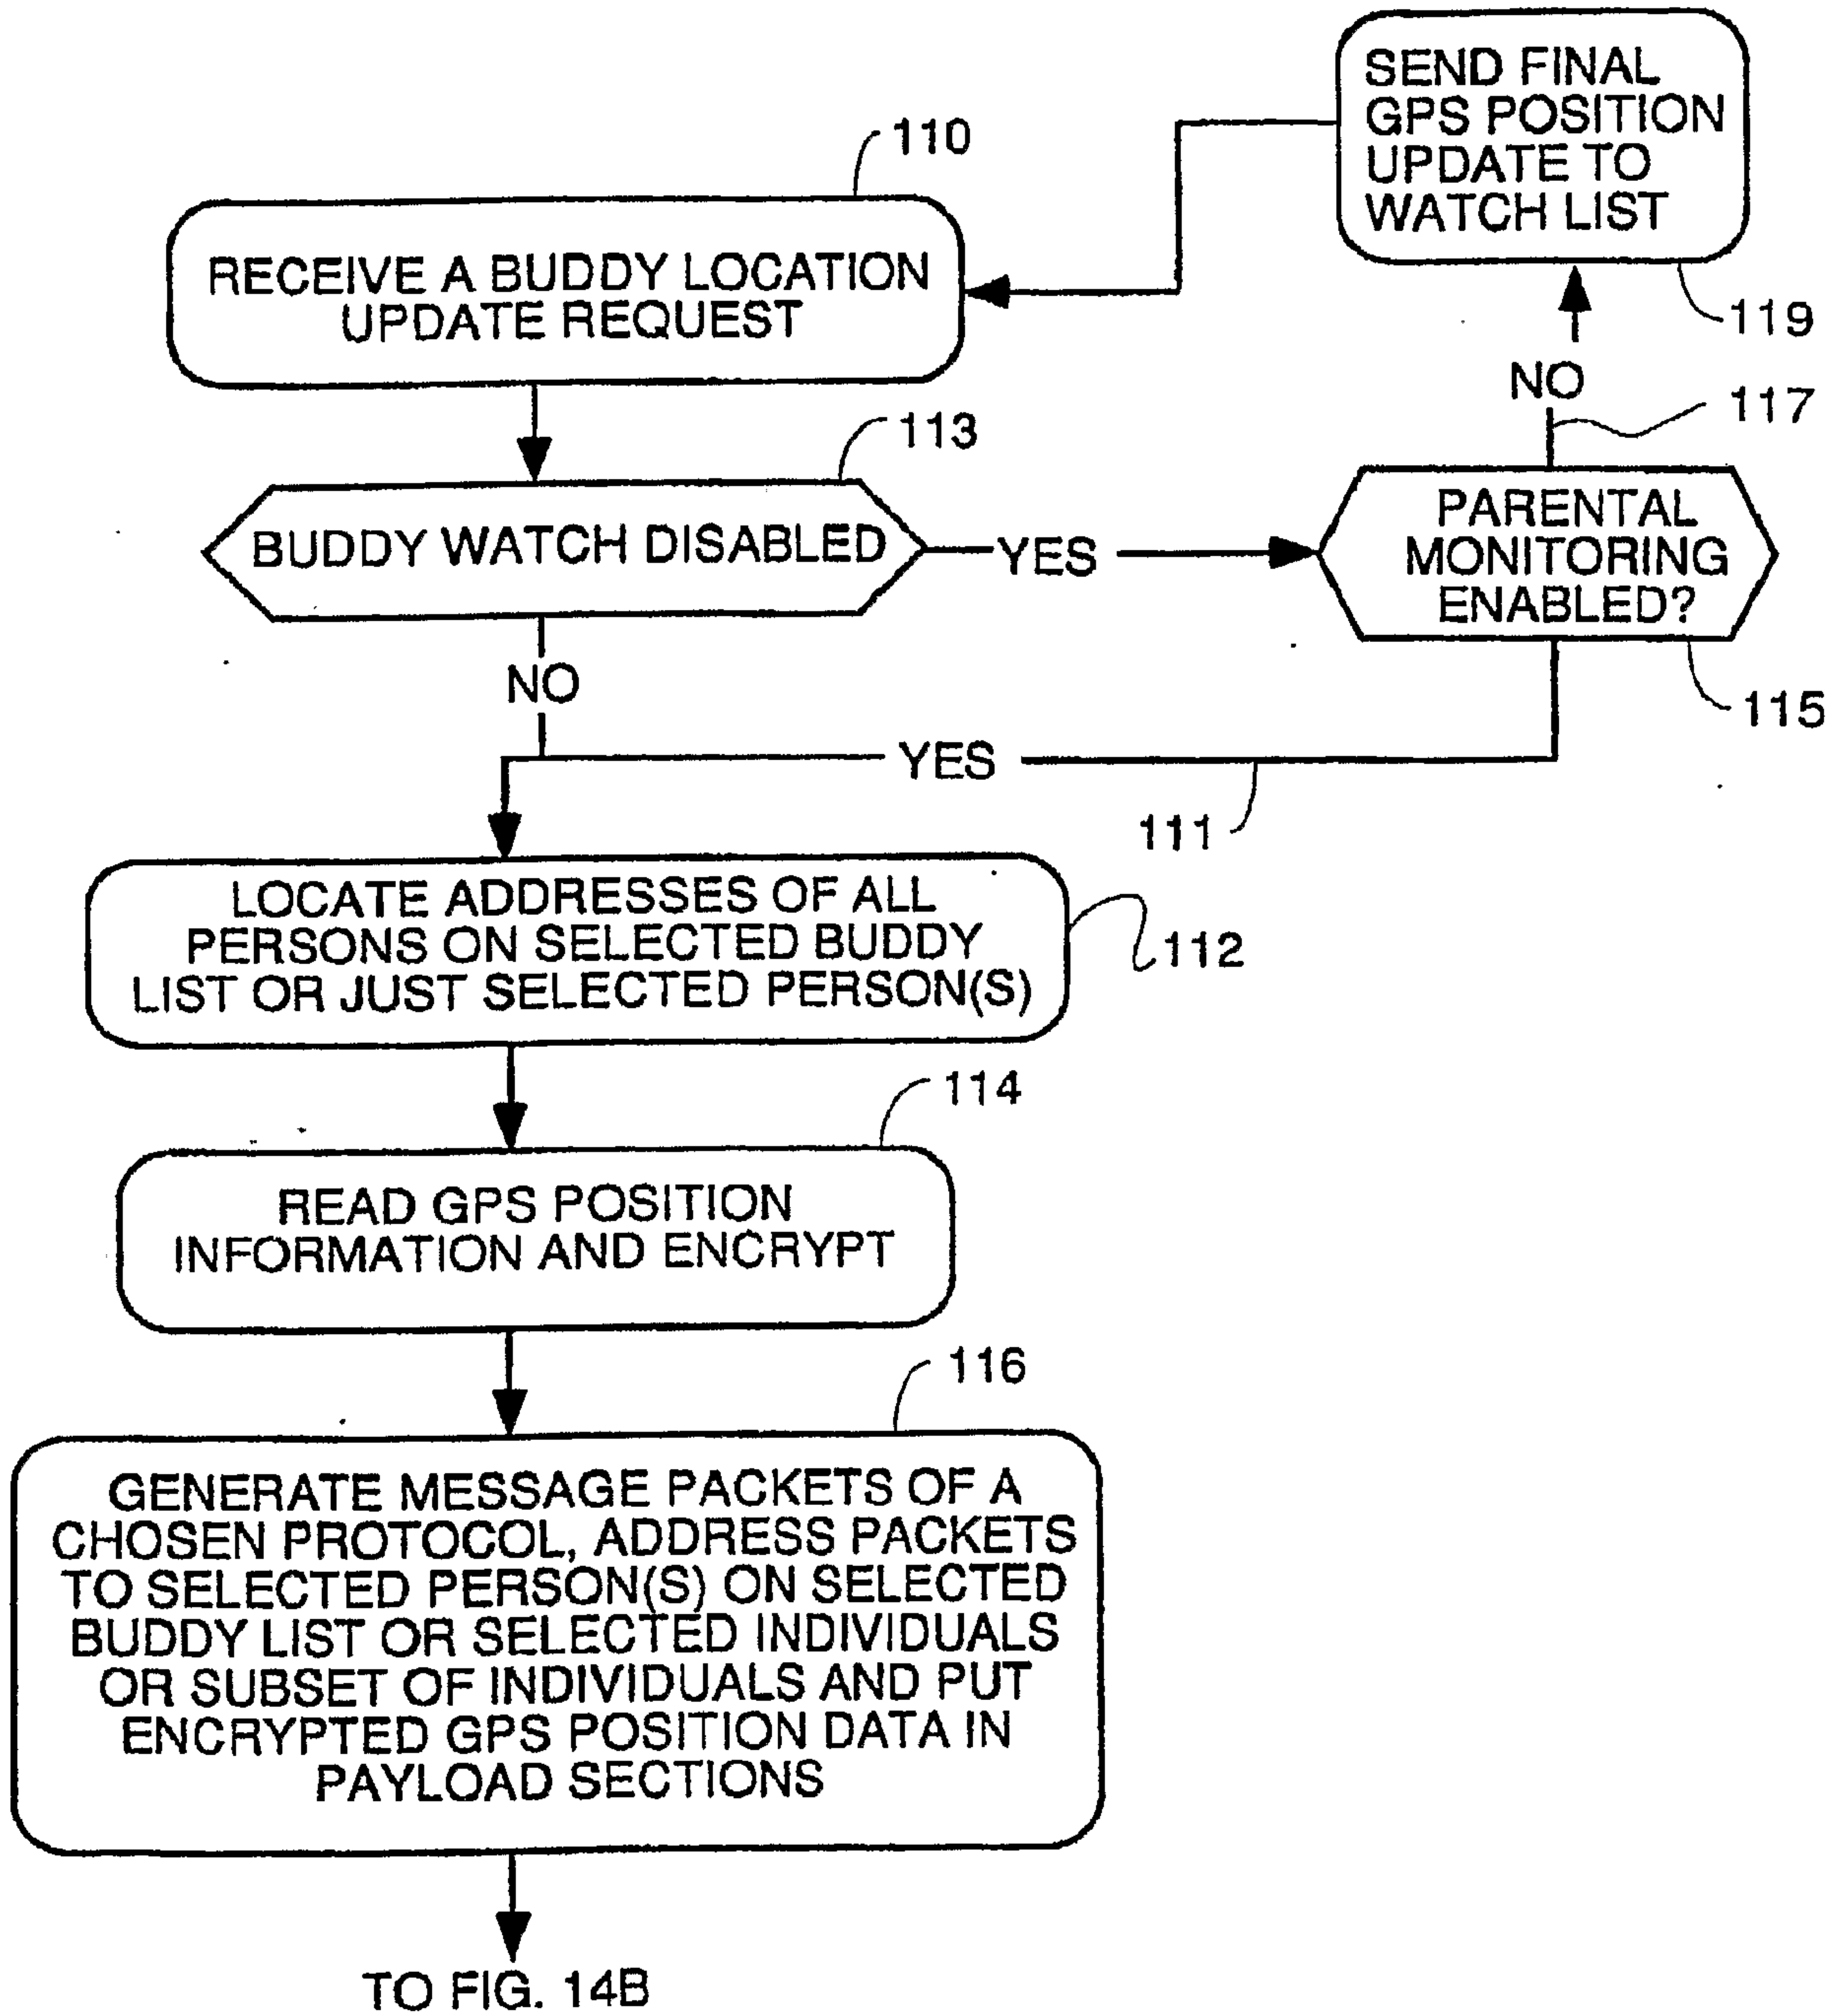 SEND FINAL
GPS POSITION
UPDATE TO
WATCH LIST
119
110
RECEIVE A BUDDY LOCATION
UPDATE REQUEST
NO
117
113
BUDDY WATCH DISABLED
YES
PARENTAL
MONITORING
ENABLED?
115
NO
YES
111
LOCATE ADDRESSES OF ALL
PERSONS ON SELECTED BUDDY
LIST OR JUST SELECTED PERSON(S)
112
114
READ GPS POSITION
INFORMATION AND ENCRYPT
116
GENERATE MESSAGE PACKETS OF A
CHOSEN PROTOCOL, ADDRESS PACKETS
TO SELECTED PERSON(S) ON SELECTED
BUDDY LIST OR SELECTED INDIVIDUALS
OR SUBSET OF INDIVIDUALS AND PUT
ENCRYPTED GPS POSITION DATA IN
PAYLOAD SECTIONS
TO FIG. 14B